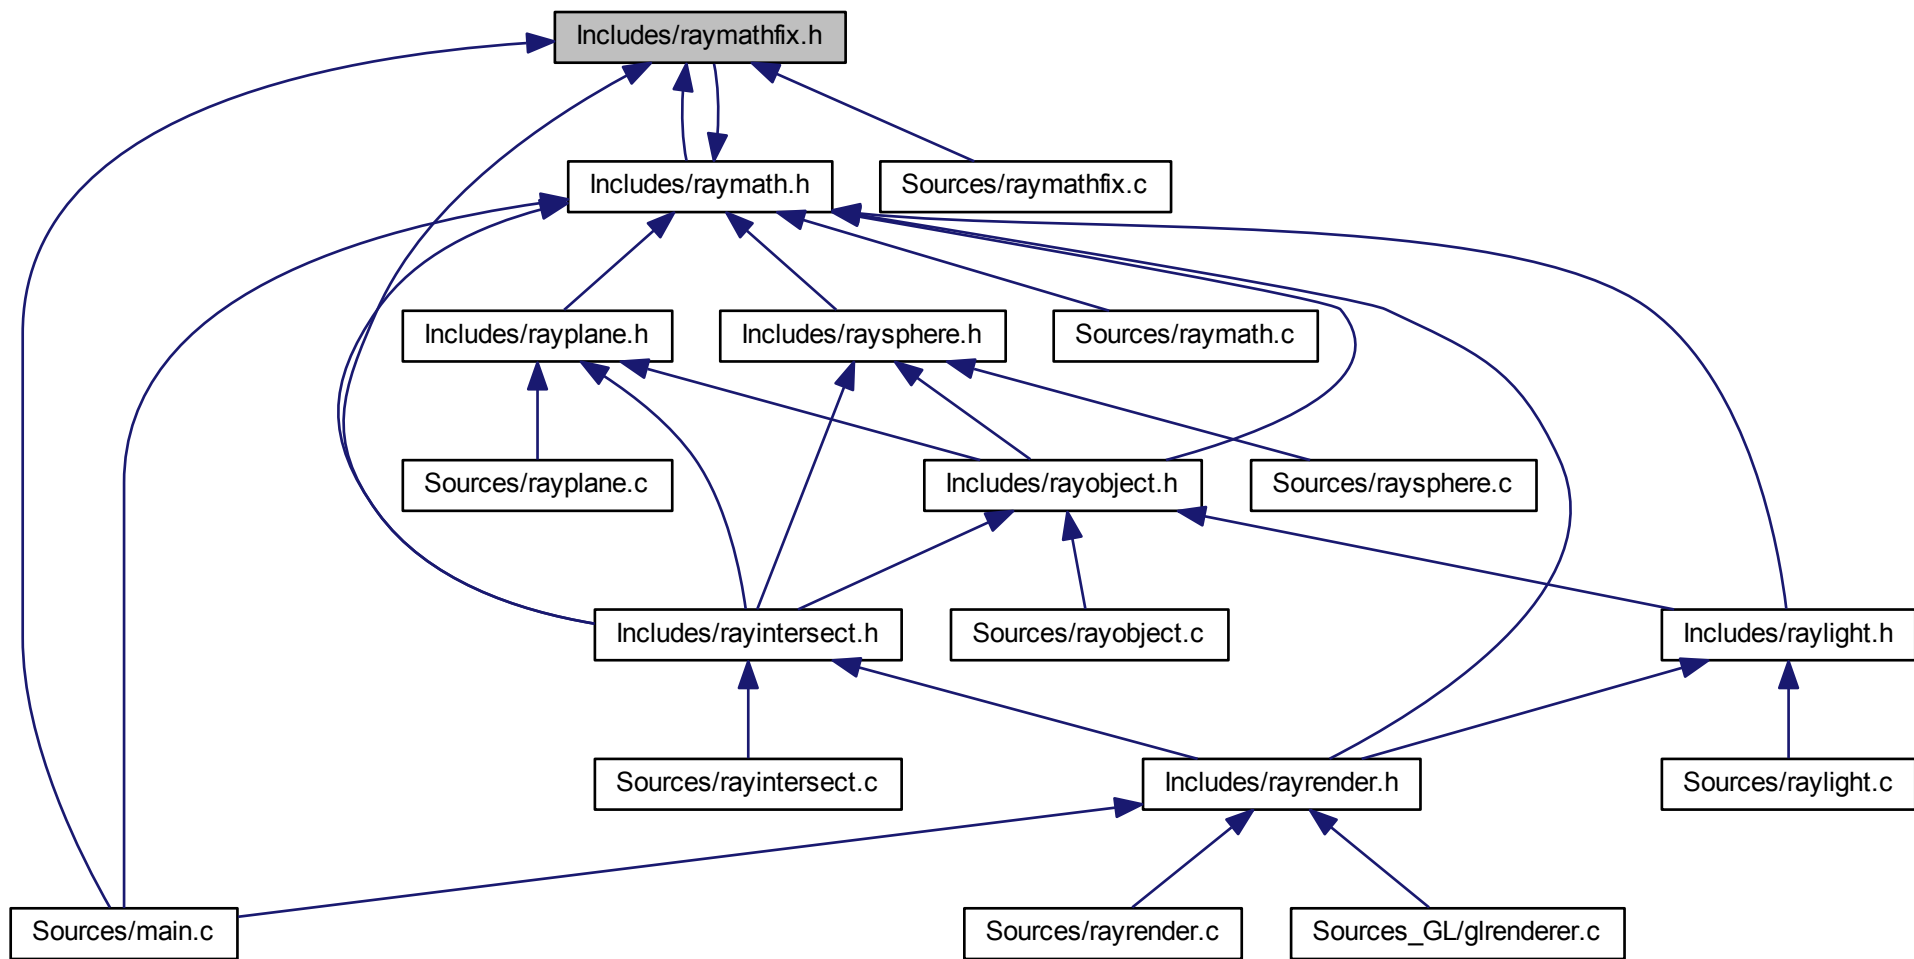 Includes/raymathfix.h
Includes/raymath.h
Sources/raymathfix.c
Includes/rayplane.h
Includes/raysphere.h
Sources/raymath.c
Sources/rayplane.c
Includes/rayobject.h
Sources/raysphere.c
Includes/rayintersect.h
Sources/rayobject.c
Includes/raylight.h
Sources/rayintersect.c
Includes/rayrender.h
Sources/raylight.c
Sources/main.c
Sources/rayrender.c
Sources_GL/glrenderer.c